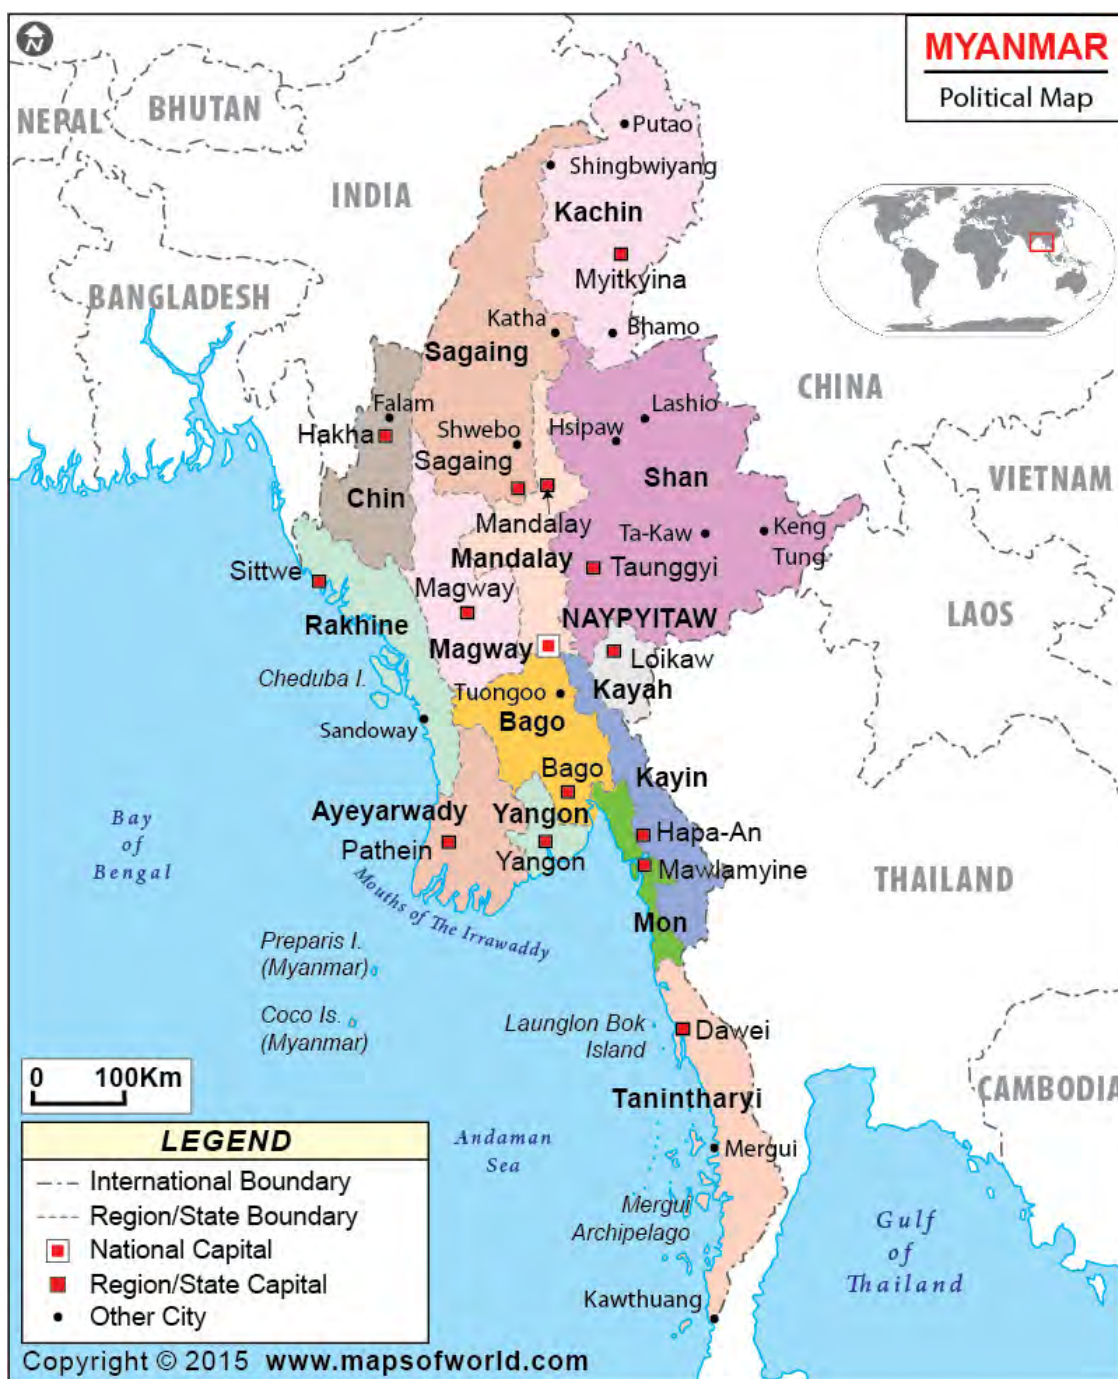 N
MYANMAR
Political Map
NEPAL
BHUTAN
INDIA
BANGLADESH
CHINA
VIETNAM
LAOS
THAILAND
CAMBODIA
Putao
Shingbwiyang
Kachin
Myitkyina
Katha
Bhamo
Sagaing
Falam
Hakha
Shwebo
Sagaing
Hsipaw
Lashio
Shan
Chin
Mandalay
Mandalay
Ta-Kaw
Keng
Tung
Taunggyi
Sittwe
Magway
Rakhine
NAYPYITAW
Magway
Loikaw
Kayah
Cheduba I.
Tuongoo
Sandoway
Bago
Bago
Kayin
Ayeyarwady
Yangon
Hapa-An
Pathein
Yangon
Mawlamyine
Bay
of
Bengal
Mouths of The Irrawaddy
Mon
Preparis I.
(Myanmar)
Coco Is.
(Myanmar)
Launglon Bok
Island
Dawei
Tanintharyi
Andaman
Sea
Mergui
Mergui
Archipelago
Gulf
of
Thailand
Kawthuang
0 100Km
LEGEND
International Boundary
Region/State Boundary
National Capital
Region/State Capital
Other City
Copyright © 2015 www.mapsofworld.com